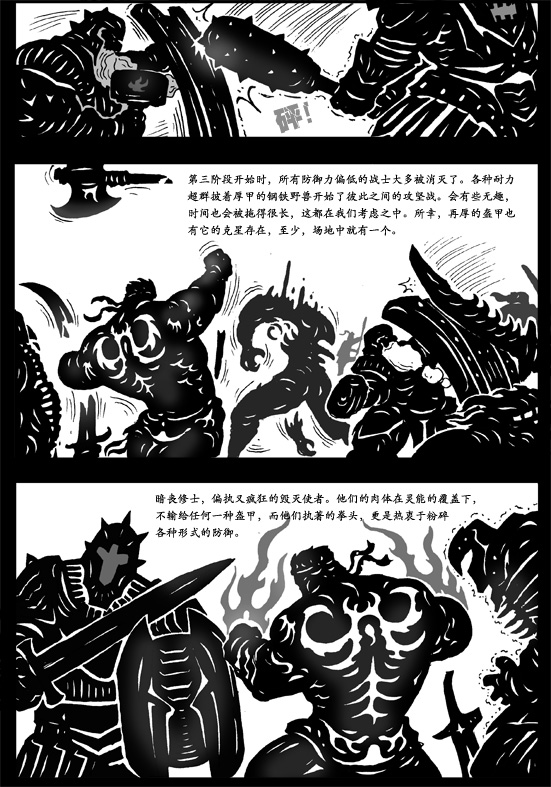 砰!
第三阶段开始时，所有防御力偏低的战士大多被消灭了。各种耐力
超群披着厚甲的钢铁野兽开始了彼此之间的攻坚战。会有些无趣，
时间也会被拖得很长，这都在我们考虑之中。所幸，再厚的盔甲也
有它的克星存在，至少，场地中就有一个。
暗丧修士，偏执又疯狂的毁灭使者。他们的肉体在灵能的覆盖下，
不输给任何一种盔甲，而他们执著的拳头，更是热衷于粉碎
各种形式的防御。